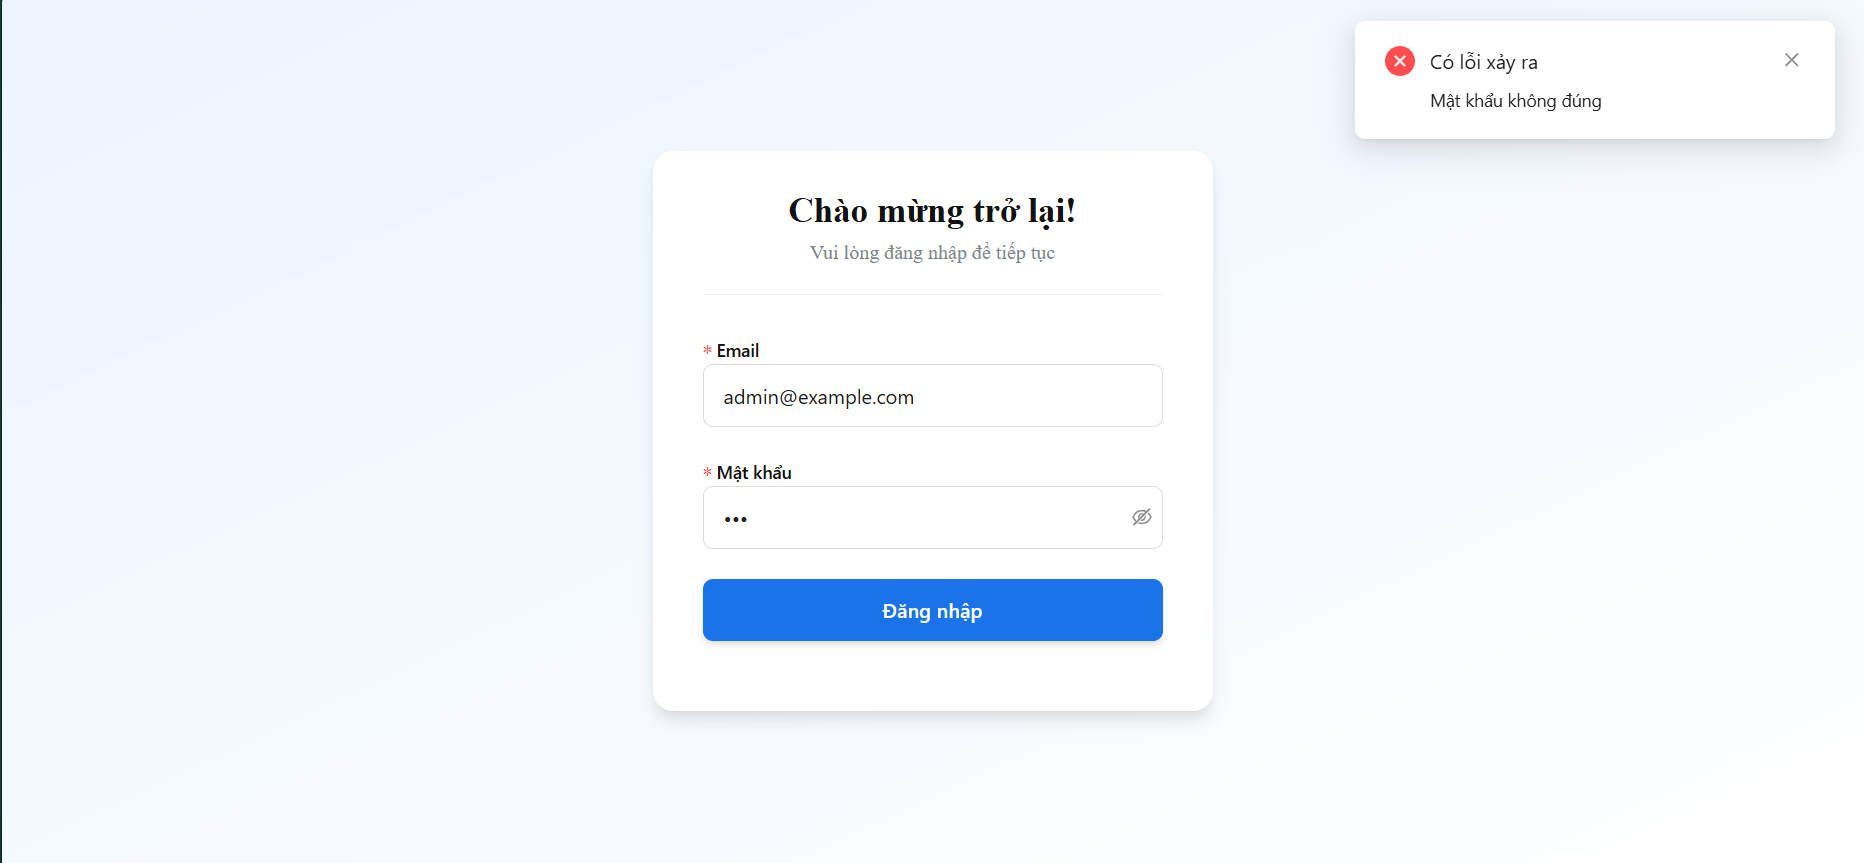 Có lỗi xảy ra
Mật khẩu không đúng
Chào mừng trở lại!
Vui lòng đăng nhập để tiếp tục
* Email
admin@example.com
* Mật khẩu
•••
Đăng nhập